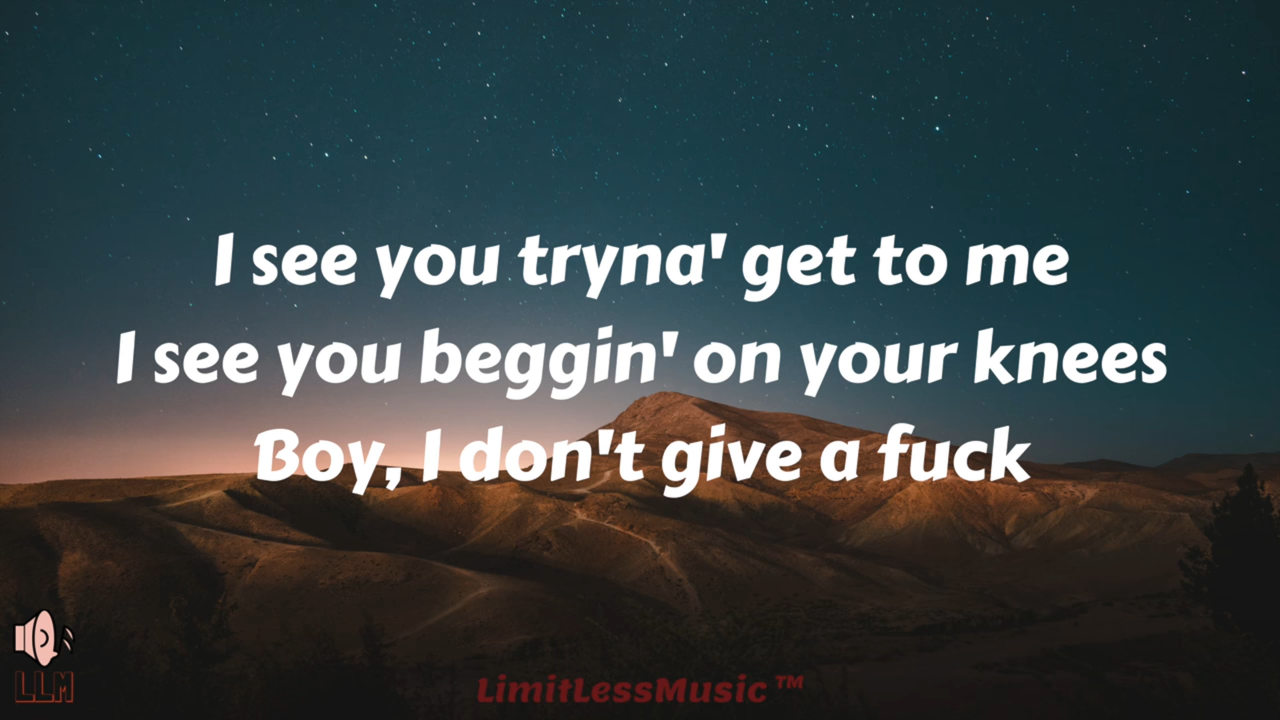 I see you tryna' get to me
I see you beggin' on your knees
Boy, I don't give a fuck
LLM
LimitLessMusic ™